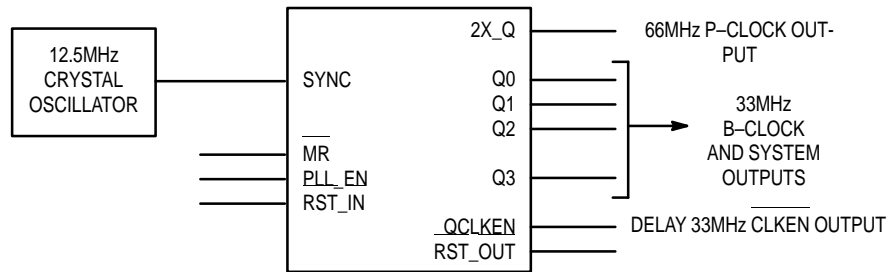 12.5MHz
CRYSTAL
OSCILLATOR
SYNC
MR
PLL_EN
RST_IN
2X_Q
Q0
Q1
Q2
Q3
QCLKEN
RST_OUT
66MHz P–CLOCK OUT-
PUT
33MHz
B–CLOCK
AND SYSTEM
OUTPUTS
DELAY 33MHz CLKEN OUTPUT